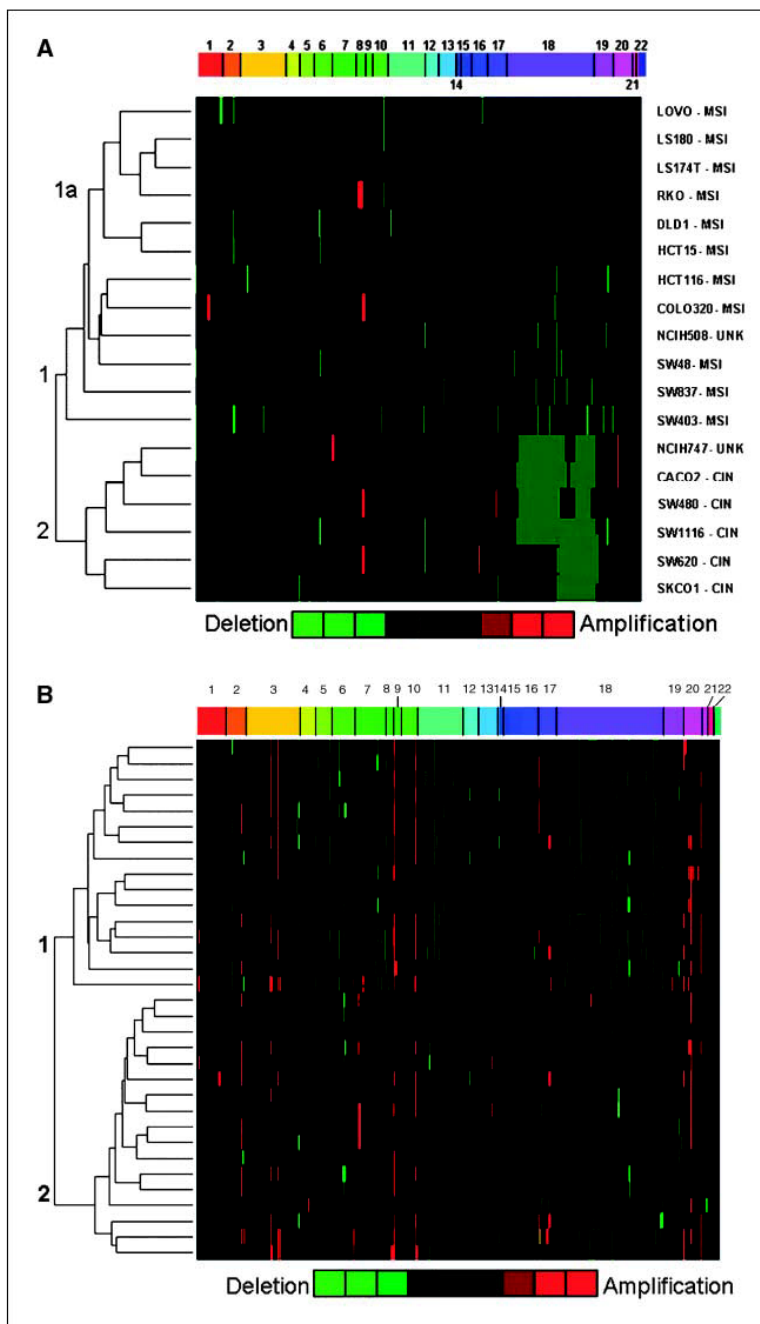 A
1 2 3 4 5 6 7 8 9 10 11 12 13 15 16 17 18 19 20 22
14 21
LOVO - MSI
LS180 - MSI
LS174T - MSI
1a
RKO - MSI
DLD1 - MSI
HCT15 - MSI
HCT116 - MSI
COLO320 - MSI
NCIH508 - UNK
1
SW48 - MSI
SW837 - MSI
SW403 - MSI
NCIH747 - UNK
CACO2 - CIN
SW480 - CIN
2
SW1116 - CIN
SW620 - CIN
SKCO1 - CIN
Deletion Amplification
B
1 2 3 4 5 6 7 8 9 10 11 12 13 14 15 16 17 18 19 20 21 22
1
2
Deletion Amplification